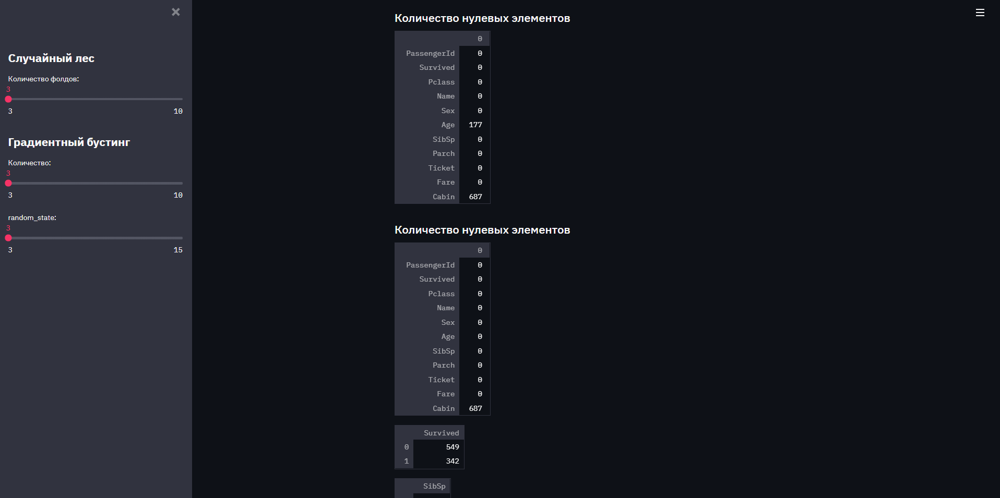 Случайный лес
Количество фолдов:
3
3 10
Градиентный бустинг
Количество:
3
3 10
random_state:
3
3 15
Количество нулевых элементов
0
PassengerId 0
Survived 0
Pclass 0
Name 0
Sex 0
Age 177
SibSp 0
Parch 0
Ticket 0
Fare 0
Cabin 687
Количество нулевых элементов
0
PassengerId 0
Survived 0
Pclass 0
Name 0
Sex 0
Age 0
SibSp 0
Parch 0
Ticket 0
Fare 0
Cabin 687
Survived
0 549
1 342
SibSp